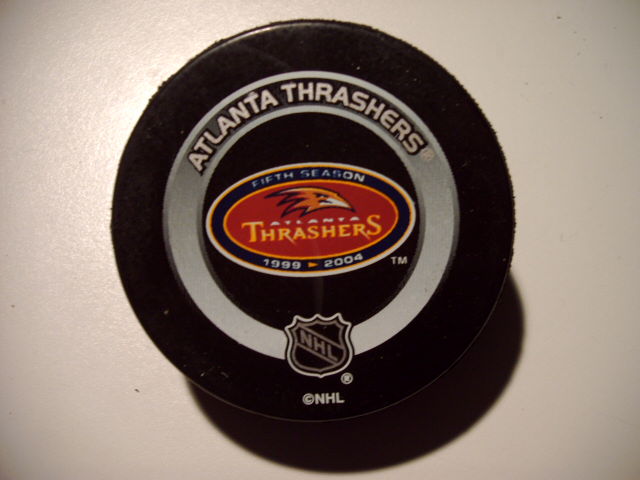 ATLANTA THRASHERS®
FIFTH SEASON
ATLANTA
THRASHERS
1999 ► 2004
TM
NHL
®
©NHL